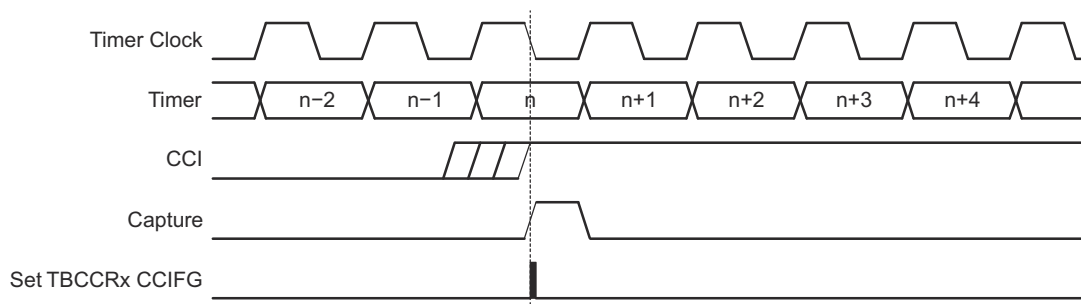 Timer Clock
Timer n−2 n−1 n n+1 n+2 n+3 n+4
CCI
Capture
Set TBCCRx CCIFG